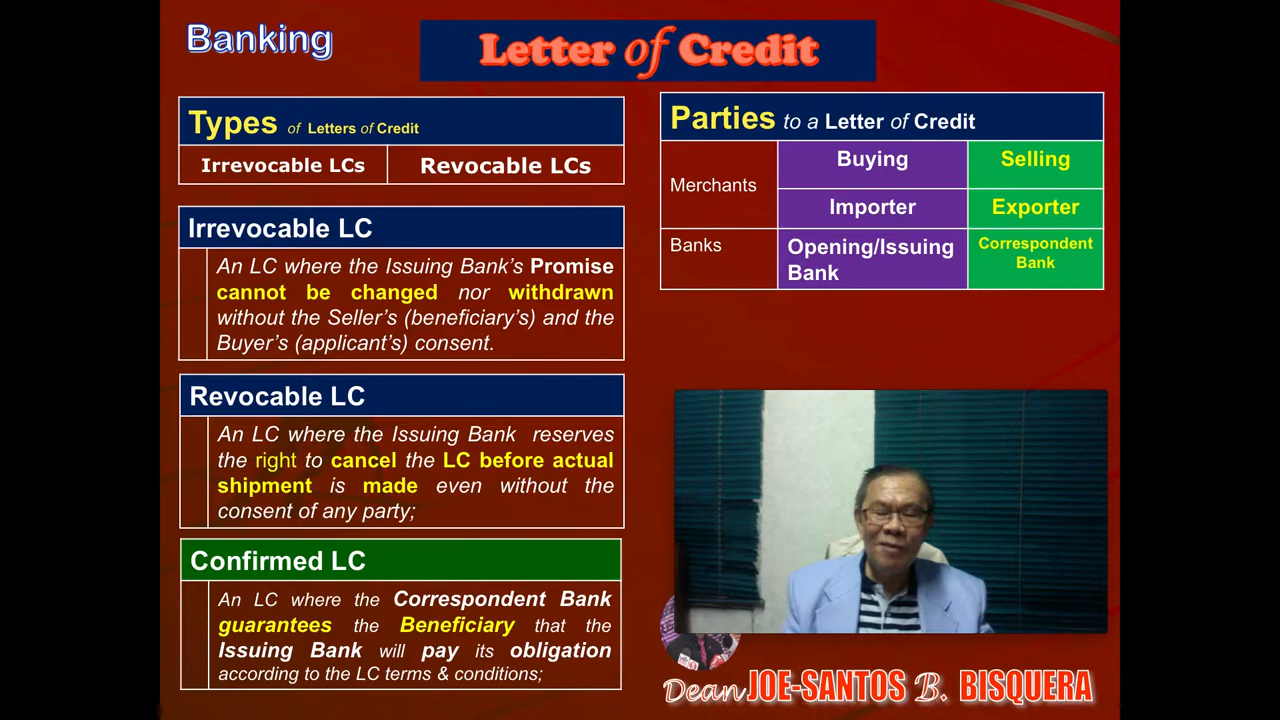 Banking
Letter of Credit
Types of Letters of Credit
Irrevocable LCs
Revocable LCs
Irrevocable LC
An LC where the Issuing Bank's Promise
cannot be changed nor withdrawn
without the Seller's (beneficiary's) and the
Buyer's (applicant's) consent.
Revocable LC
An LC where the Issuing Bank reserves
the right to cancel the LC before actual
shipment is made even without the
consent of any party;
Confirmed LC
An LC where the Correspondent Bank
guarantees the Beneficiary that the
Issuing Bank will pay its obligation
according to the LC terms & conditions;
Parties to a Letter of Credit
Merchants
Buying
Selling
Importer
Exporter
Banks
Opening/Issuing
Bank
Correspondent
Bank
Dean JOE-SANTOS B. BISQUERA